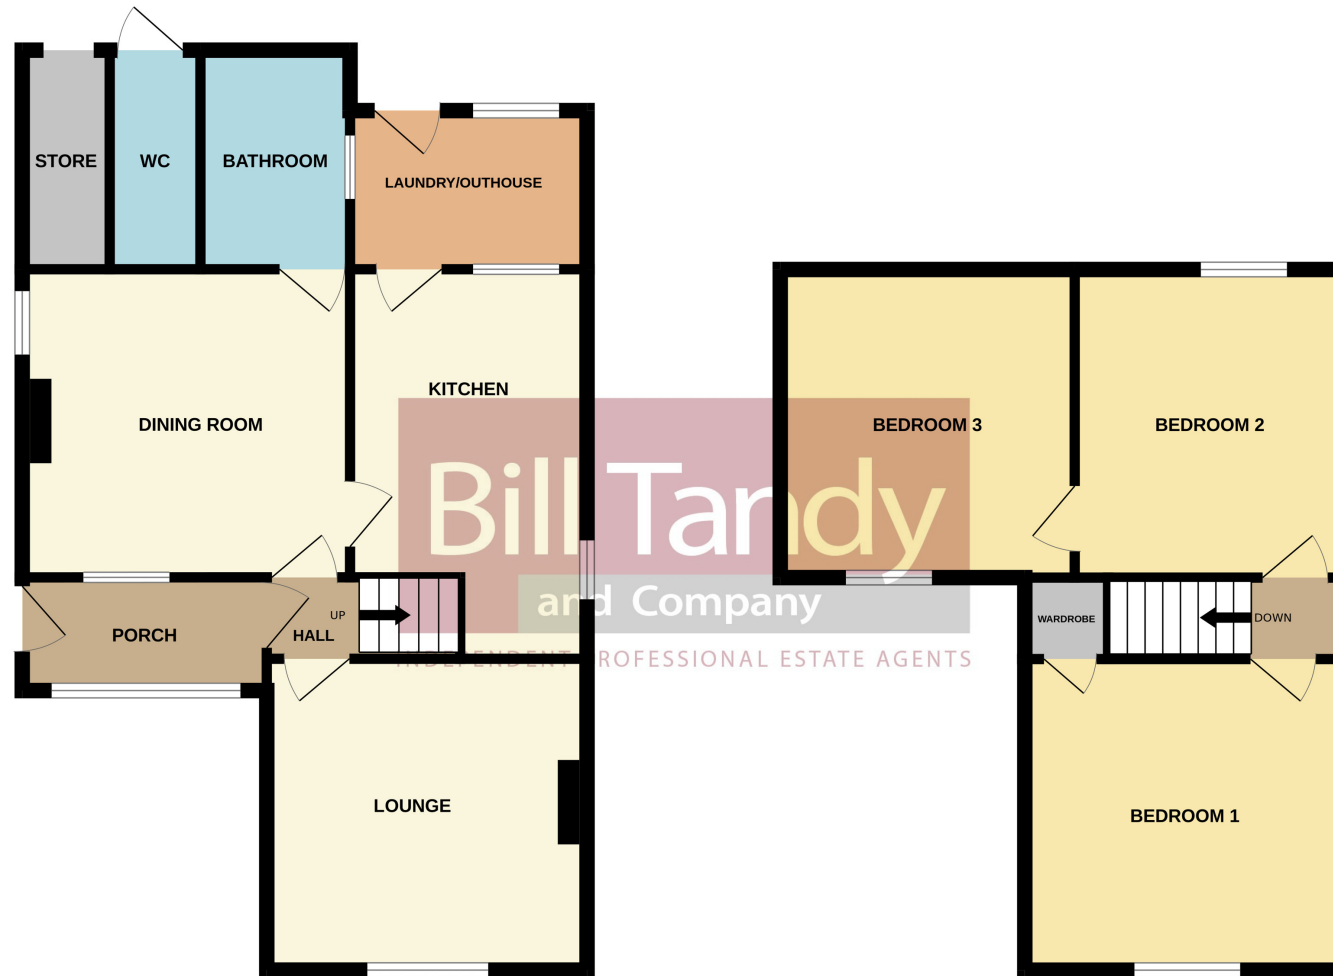 STORE
WC
BATHROOM
LAUNDRY/OUTHOUSE
DINING ROOM
KITCHEN
PORCH
HALL
UP
LOUNGE
BEDROOM 3
BEDROOM 2
WARDROBE
DOWN
BEDROOM 1
Bill Tandy
and Company
INDEPENDENT PROFESSIONAL ESTATE AGENTS